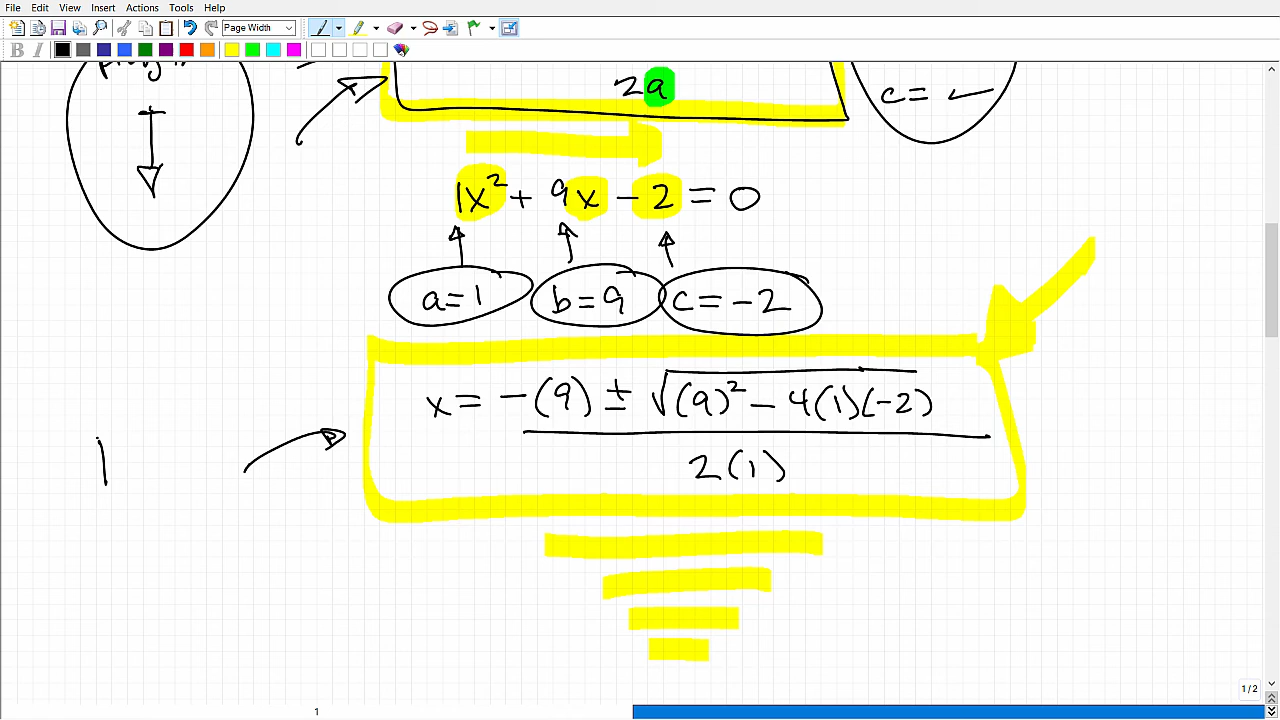 File Edit View Insert Actions Tools Help
Page Width
B I
2a
c = ✓
1x² + 9x - 2 = 0
a = 1 b = 9 c = -2
x = -(9) ± √(9)² - 4(1)(-2)
2(1)
1
1/2
1